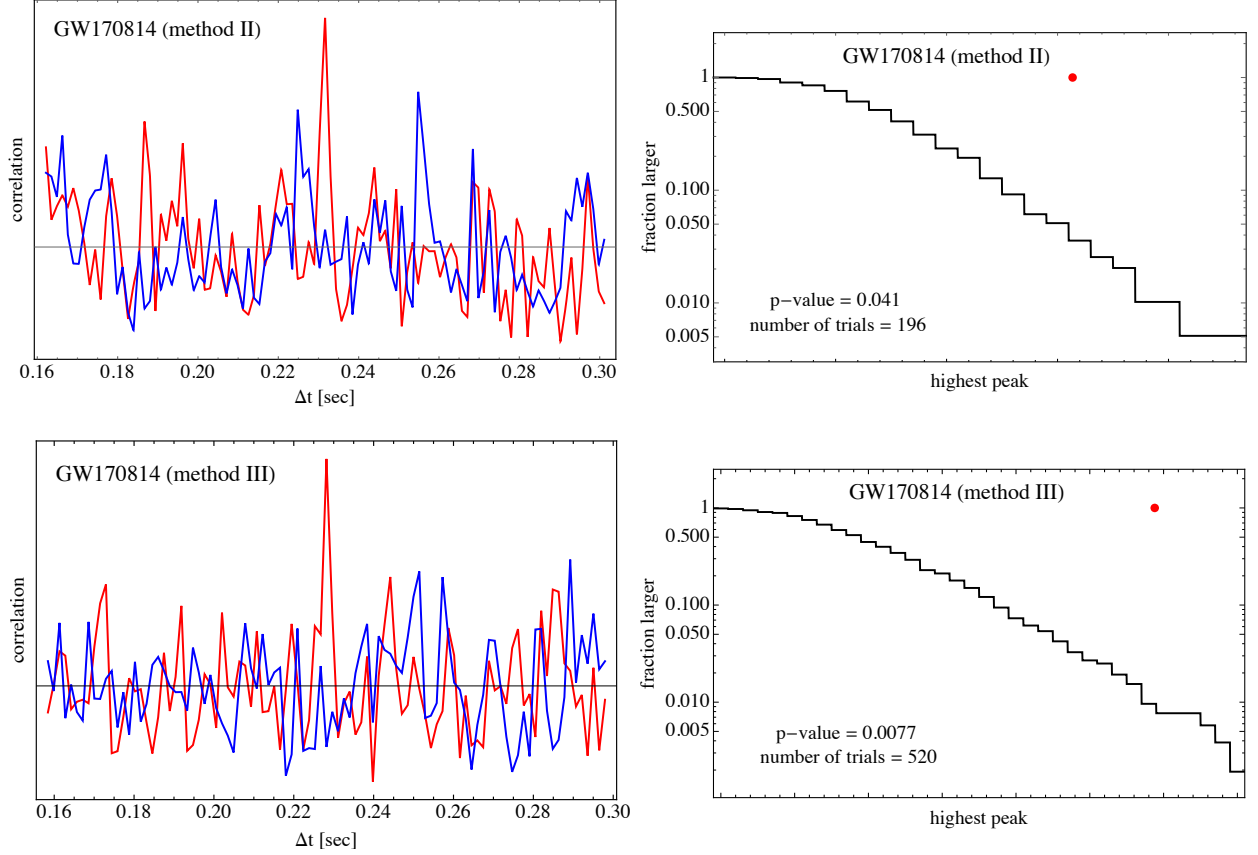 GW170814 (method II)
correlation
0.16 0.18 0.20 0.22 0.24 0.26 0.28 0.30
Δt [sec]
GW170814 (method II)
fraction larger
1
0.500
0.100
0.050
0.010
0.005
p-value = 0.041
number of trials = 196
highest peak
GW170814 (method III)
correlation
0.16 0.18 0.20 0.22 0.24 0.26 0.28 0.30
Δt [sec]
GW170814 (method III)
fraction larger
1
0.500
0.100
0.050
0.010
0.005
p-value = 0.0077
number of trials = 520
highest peak